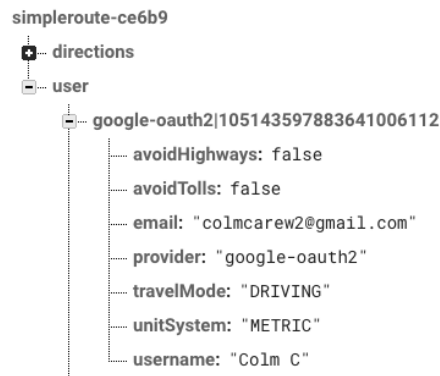 simpleroute-ce6b9
directions
user
google-oauth2|105143597883641006112
avoidHighways: false
avoidTolls: false
email: "colmcarew2@gmail.com"
provider: "google-oauth2"
travelMode: "DRIVING"
unitSystem: "METRIC"
username: "Colm C"